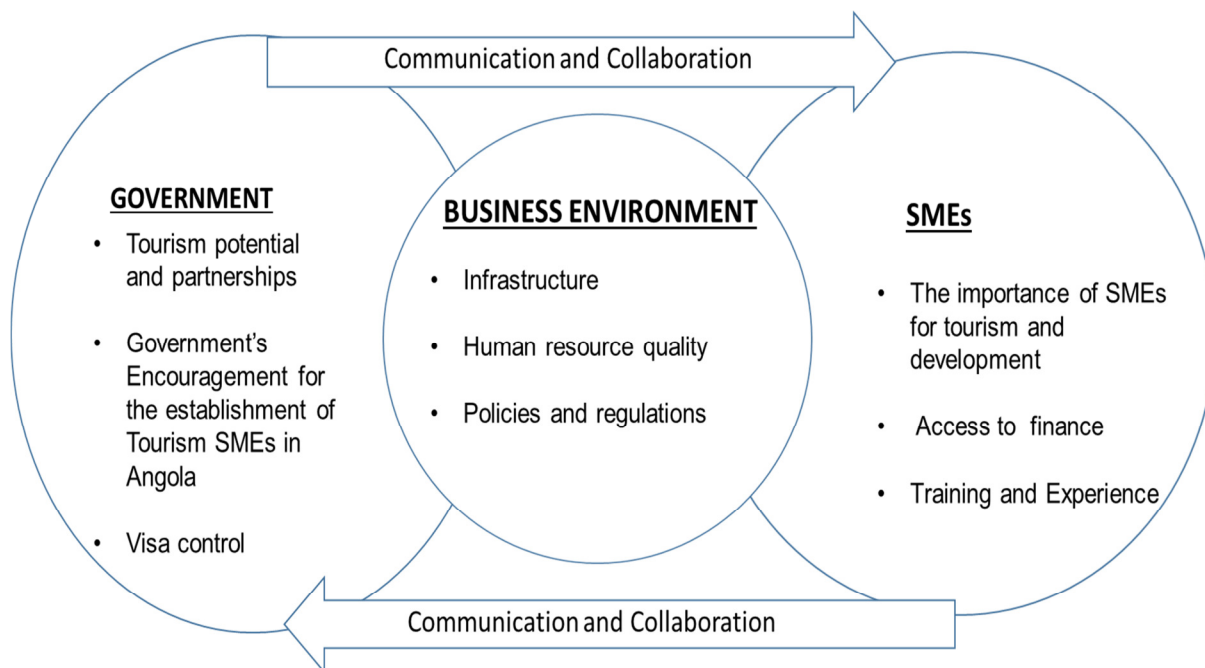 Communication and Collaboration
GOVERNMENT
• Tourism potential
and partnerships
• Government’s
Encouragement for
the establishment of
Tourism SMEs in
Angola
• Visa control
BUSINESS ENVIRONMENT
• Infrastructure
• Human resource quality
• Policies and regulations
SMEs
• The importance of SMEs
for tourism and
development
• Access to finance
• Training and Experience
Communication and Collaboration